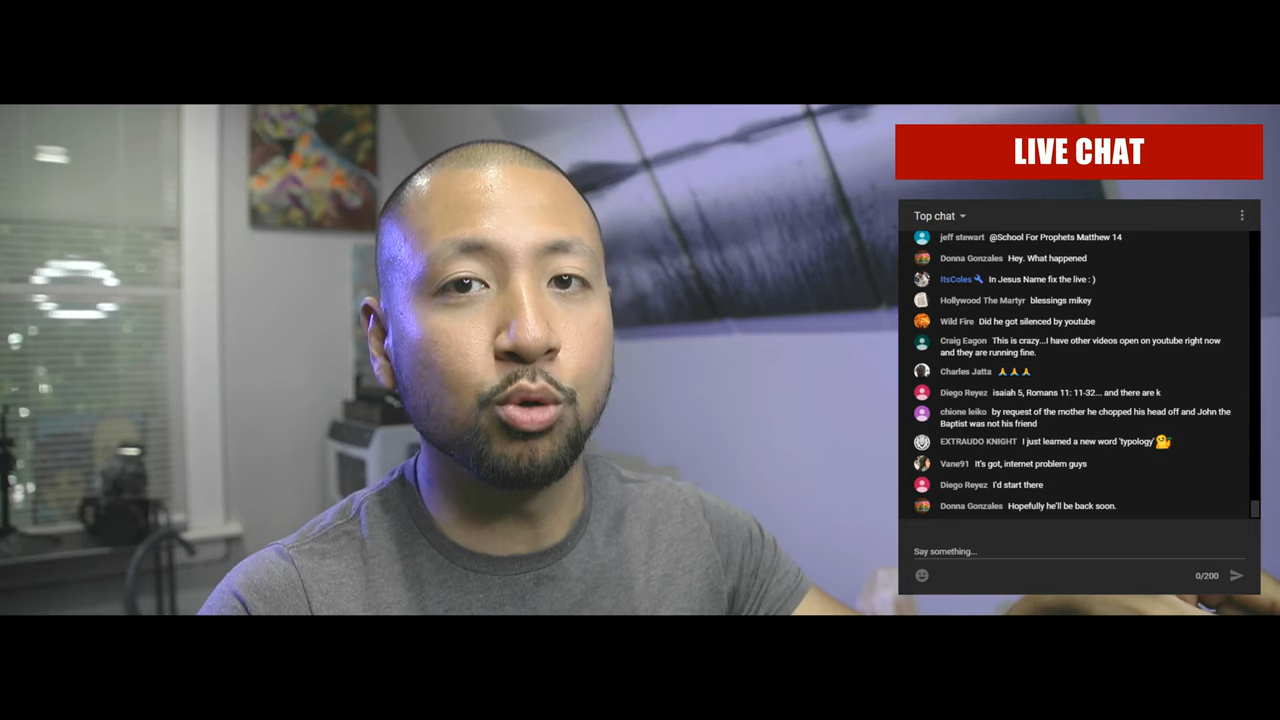 LIVE CHAT
Top chat
jeff stewart @School For Prophets Matthew 14
Donna Gonzales Hey. What happened
ItsColes In Jesus Name fix the live : )
Hollywood The Martyr blessings mikey
Wild Fire Did he got silenced by youtube
Craig Eagon This is crazy...I have other videos open on youtube right now
and they are running fine.
Charles Jatta 🙏🙏🙏
Diego Reyez isaiah 5, Romans 11: 11-32... and there are k
chione leiko by request of the mother he chopped his head off and John the
Baptist was not his friend
EXTRAUDO KNIGHT I just learned a new word 'typology'
Vane91 It's got, internet problem guys
Diego Reyez I'd start there
Donna Gonzales Hopefully he'll be back soon.
Say something...
0/200